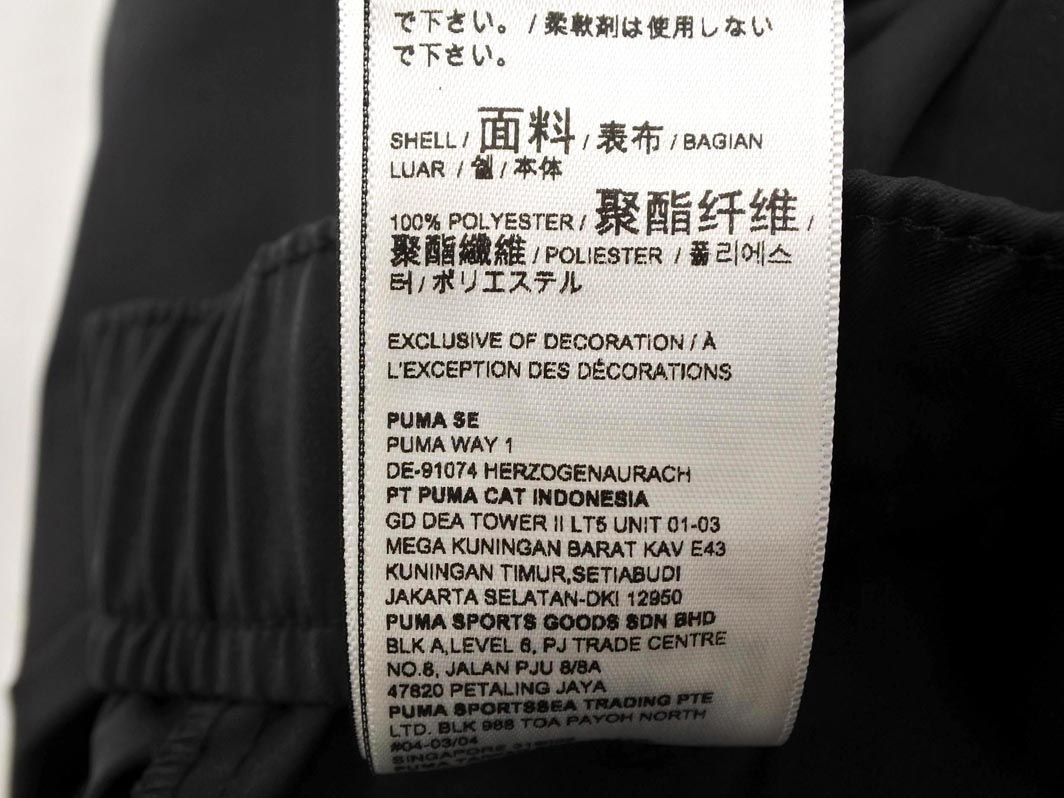 で下さい。/柔軟剤は使用しない
で下さい。
SHELL / 面料 / 表布 / BAGIAN
LUAR / 쉘 / 本体
100% POLYESTER / 聚酯纤维 /
聚酯纖維 / POLIESTER / 폴리에스
터 / ポリエステル
EXCLUSIVE OF DECORATION / À
L'EXCEPTION DES DÉCORATIONS
PUMA SE
PUMA WAY 1
DE-91074 HERZOGENAURACH
PT PUMA CAT INDONESIA
GD DEA TOWER II LT5 UNIT 01-03
MEGA KUNINGAN BARAT KAV E43
KUNINGAN TIMUR,SETIABUDI
JAKARTA SELATAN-DKI 12950
PUMA SPORTS GOODS SDN BHD
BLK A,LEVEL 6, PJ TRADE CENTRE
NO.8, JALAN PJU 8/8A
47820 PETALING JAYA
PUMA SPORTSSEA TRADING PTE
LTD. BLK 988 TOA PAYOH NORTH
#04-03/04
SINGAPORE
PUMA